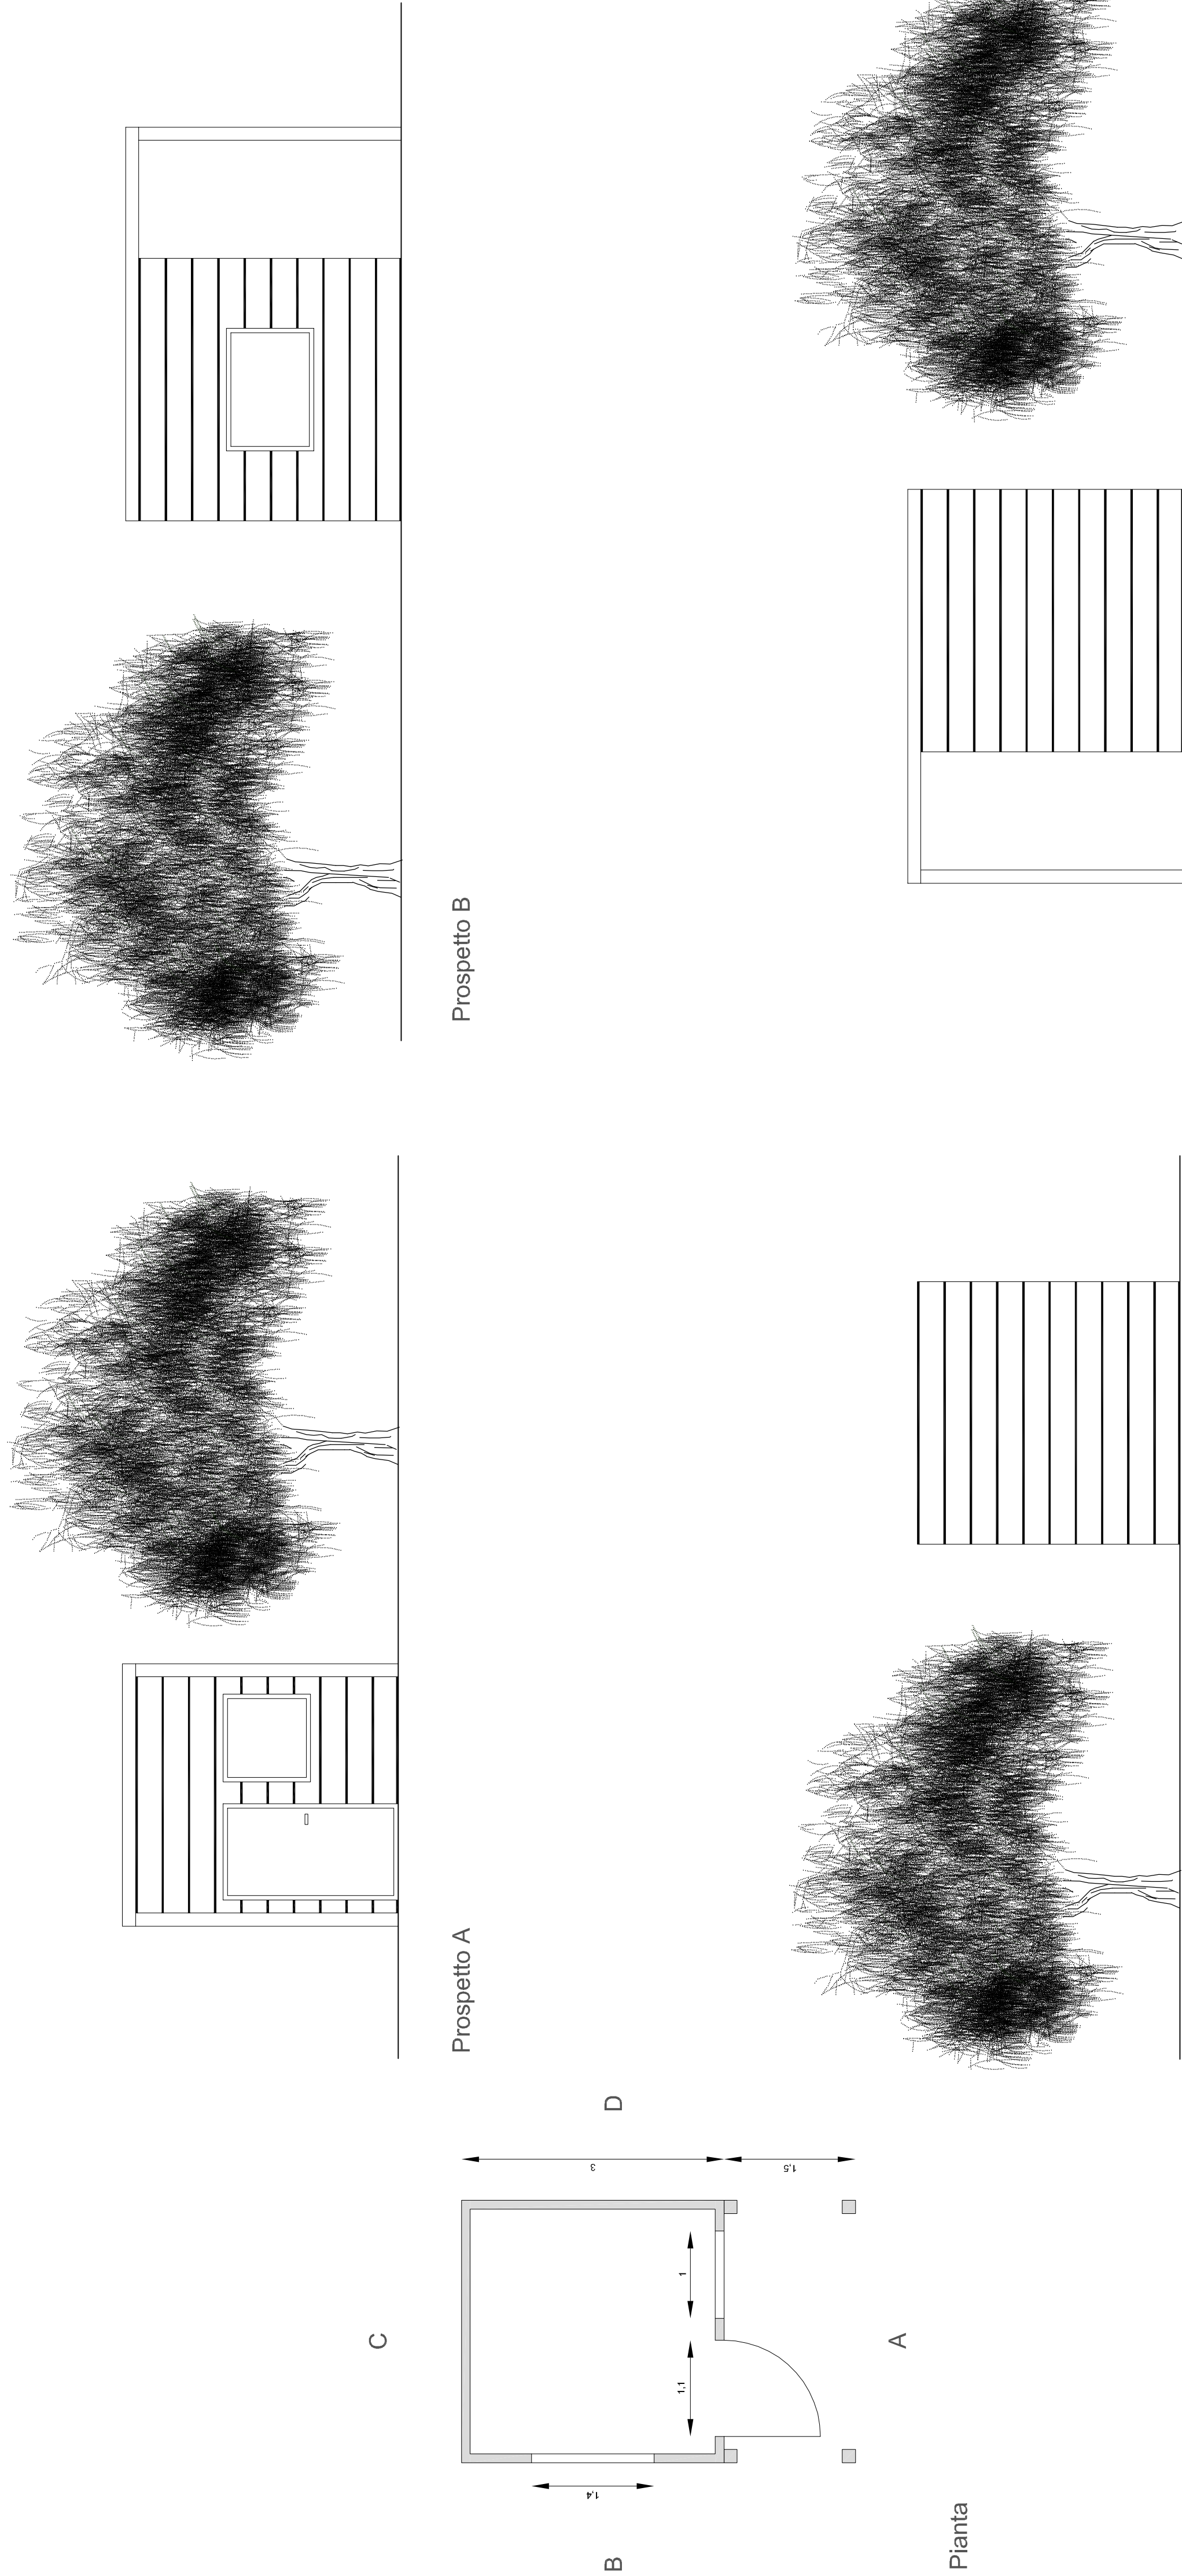 C
3
D
1,5
1
1,1
1,4
B
A
Pianta
Prospetto A
Prospetto B